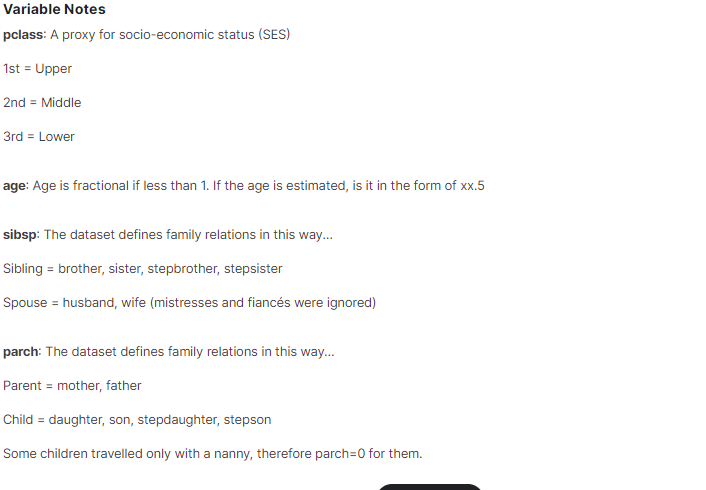 Variable Notes
pclass: A proxy for socio-economic status (SES)
1st = Upper
2nd = Middle
3rd = Lower
age: Age is fractional if less than 1. If the age is estimated, is it in the form of xx.5
sibsp: The dataset defines family relations in this way...
Sibling = brother, sister, stepbrother, stepsister
Spouse = husband, wife (mistresses and fiancés were ignored)
parch: The dataset defines family relations in this way...
Parent = mother, father
Child = daughter, son, stepdaughter, stepson
Some children travelled only with a nanny, therefore parch=0 for them.